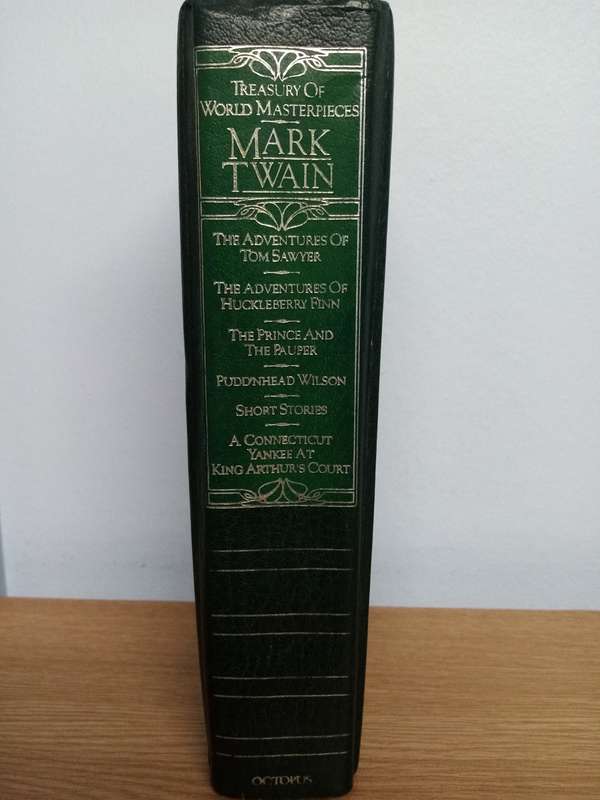 Treasury Of
World Masterpieces
Mark
Twain
The Adventures Of
Tom Sawyer
The Adventures Of
Huckleberry Finn
The Prince And
The Pauper
Pudd'nhead Wilson
Short Stories
A Connecticut
Yankee At
King Arthur's Court
OCTOPUS